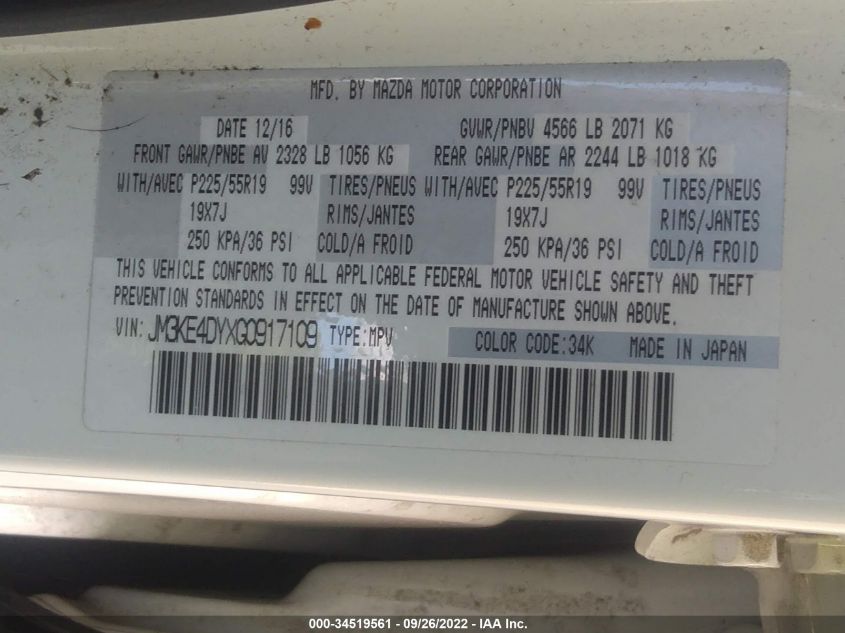 MFD. BY MAZDA MOTOR CORPORATION
DATE 12/16 GVWR/PNBV 4566 LB 2071 KG
FRONT GAWR/PNBE AV 2328 LB 1056 KG REAR GAWR/PNBE AR 2244 LB 1018 KG
WITH/AVEC P225/55R19 99V TIRES/PNEUS WITH/AVEC P225/55R19 99V TIRES/PNEUS
19X7J RIMS/JANTES 19X7J RIMS/JANTES
250 KPA/36 PSI COLD/A FROID 250 KPA/36 PSI COLD/A FROID
THIS VEHICLE CONFORMS TO ALL APPLICABLE FEDERAL MOTOR VEHICLE SAFETY AND THEFT
PREVENTION STANDARDS IN EFFECT ON THE DATE OF MANUFACTURE SHOWN ABOVE.
VIN: JM3KE4DYXG0917109 TYPE:MPV COLOR CODE:34K MADE IN JAPAN
000-34519561 - 09/26/2022 - IAA Inc.